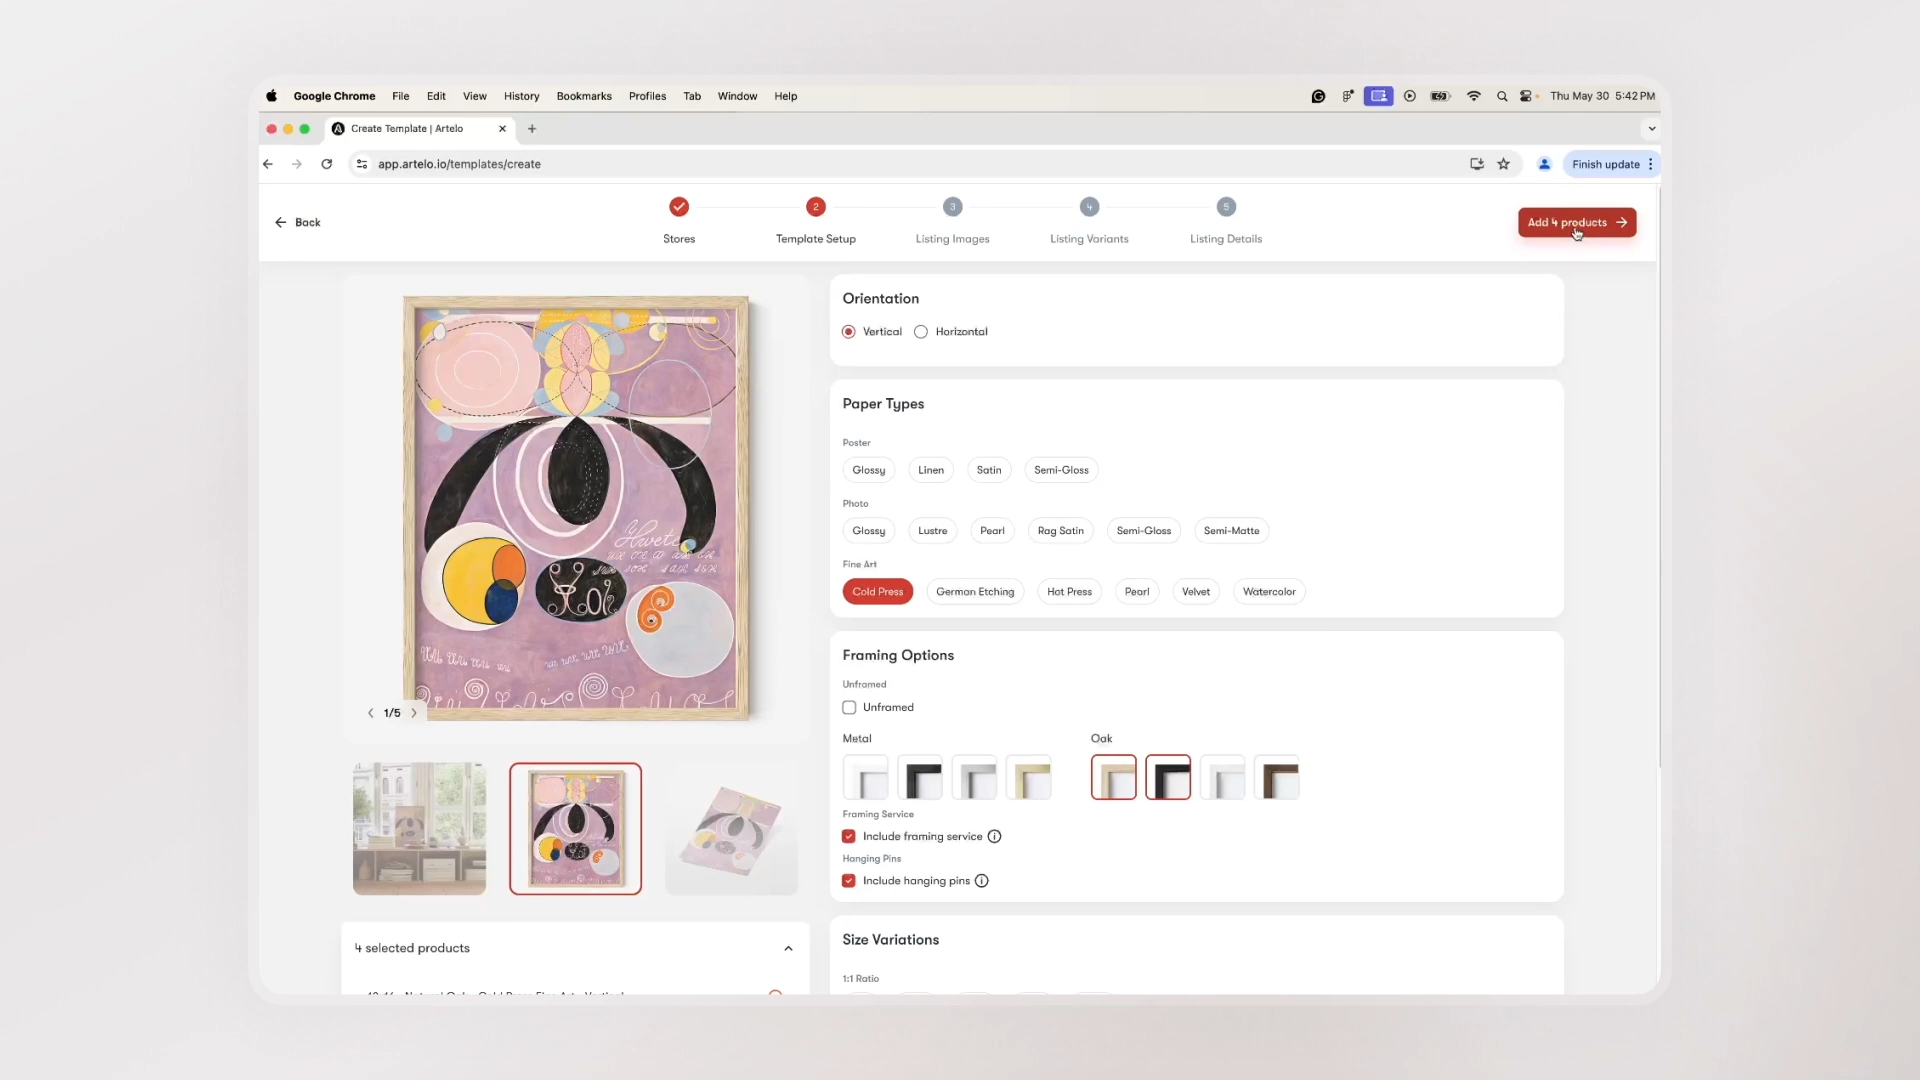 Google Chrome File Edit View History Bookmarks Profiles Tab Window Help Thu May 30 5:42 PM
Create Template | Artelo
app.artelo.io/templates/create Finish update
Back
2 3 4 5
Stores Template Setup Listing Images Listing Variants Listing Details
Add 4 products
Orientation
Vertical Horizontal
Paper Types
Poster
Glossy Linen Satin Semi-Gloss
Photo
Glossy Lustre Pearl Rag Satin Semi-Gloss Semi-Matte
Fine Art
Cold Press German Etching Hot Press Pearl Velvet Watercolor
Framing Options
Unframed
Unframed
Metal Oak
Framing Service
Include framing service
Hanging Pins
Include hanging pins
Size Variations
1:1 Ratio
1/5
4 selected products